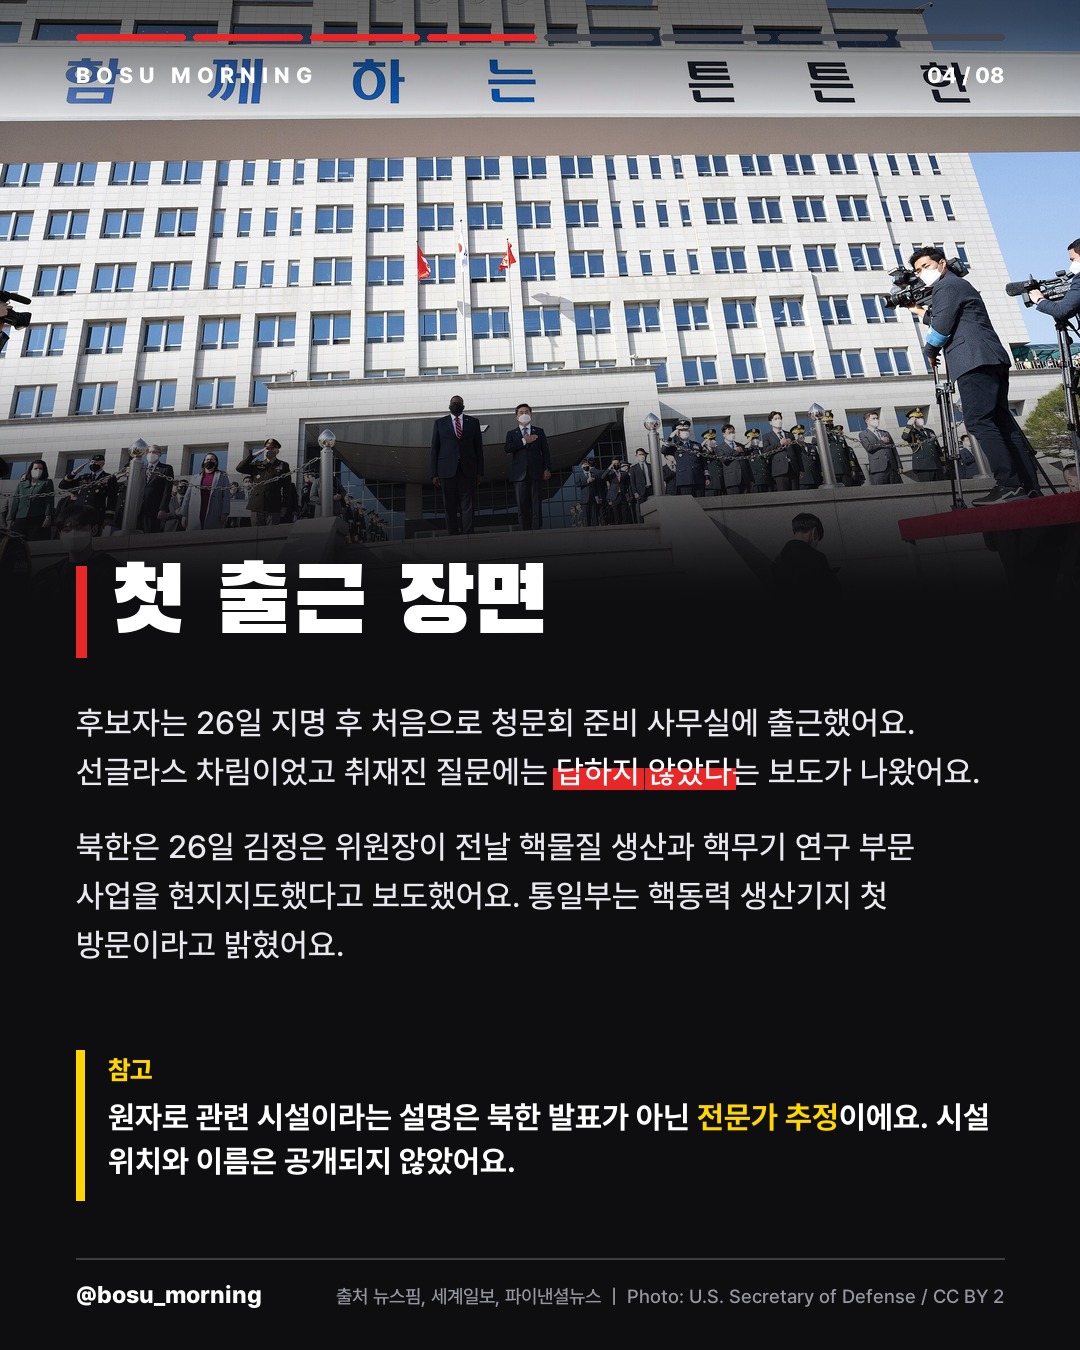 함 께 하 는 튼 튼 한
BOSU MORNING
04 / 08
첫 출근 장면
후보자는 26일 지명 후 처음으로 청문회 준비 사무실에 출근했어요.
선글라스 차림이었고 취재진 질문에는 답하지 않았다는 보도가 나왔어요.
북한은 26일 김정은 위원장이 전날 핵물질 생산과 핵무기 연구 부문
사업을 현지지도했다고 보도했어요. 통일부는 핵동력 생산기지 첫
방문이라고 밝혔어요.
참고
원자로 관련 시설이라는 설명은 북한 발표가 아닌 전문가 추정이에요. 시설
위치와 이름은 공개되지 않았어요.
@bosu_morning
출처 뉴스핌, 세계일보, 파이낸셜뉴스 | Photo: U.S. Secretary of Defense / CC BY 2